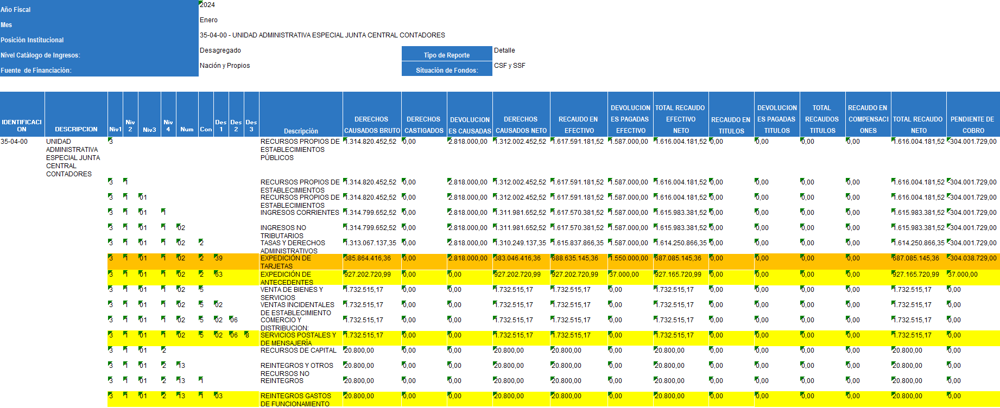 Año Fiscal 2024
Mes Enero
Posición Institucional 35-04-00 - UNIDAD ADMINISTRATIVA ESPECIAL JUNTA CENTRAL CONTADORES
Nivel Catálogo de Ingresos: Desagregado Tipo de Reporte Detalle
Fuente de Financiación: Nación y Propios Situación de Fondos: CSF y SSF
IDENTIFICACION DESCRIPCION Niv1 Niv 2 Niv3 Niv 4 Num Con Des 1 Des 2 Des 3 Descripción DERECHOS CAUSADOS BRUTO DERECHOS CASTIGADOS DEVOLUCIONES CAUSADAS DERECHOS CAUSADOS NETO RECAUDO EN EFECTIVO DEVOLUCIONES PAGADAS EFECTIVO TOTAL RECAUDO EFECTIVO NETO RECAUDO EN TITULOS DEVOLUCIONES PAGADAS TITULOS TOTAL RECAUDOS TITULOS RECAUDO EN COMPENSACIONES TOTAL RECAUDO NETO PENDIENTE DE COBRO
35-04-00 UNIDAD ADMINISTRATIVA ESPECIAL JUNTA CENTRAL CONTADORES 3 RECURSOS PROPIOS DE ESTABLECIMIENTOS PÚBLICOS 1.314.820.452,52 0,00 2.818.000,00 1.312.002.452,52 1.617.591.181,52 1.587.000,00 1.616.004.181,52 0,00 0,00 0,00 0,00 1.616.004.181,52 -304.001.729,00
3 1 RECURSOS PROPIOS DE ESTABLECIMIENTOS 1.314.820.452,52 0,00 2.818.000,00 1.312.002.452,52 1.617.591.181,52 1.587.000,00 1.616.004.181,52 0,00 0,00 0,00 0,00 1.616.004.181,52 -304.001.729,00
3 1 01 RECURSOS PROPIOS DE ESTABLECIMIENTOS 1.314.820.452,52 0,00 2.818.000,00 1.312.002.452,52 1.617.591.181,52 1.587.000,00 1.616.004.181,52 0,00 0,00 0,00 0,00 1.616.004.181,52 -304.001.729,00
3 1 01 1 INGRESOS CORRIENTES 1.314.799.652,52 0,00 2.818.000,00 1.311.981.652,52 1.617.570.381,52 1.587.000,00 1.615.983.381,52 0,00 0,00 0,00 0,00 1.615.983.381,52 -304.001.729,00
3 1 01 1 02 INGRESOS NO TRIBUTARIOS 1.314.799.652,52 0,00 2.818.000,00 1.311.981.652,52 1.617.570.381,52 1.587.000,00 1.615.983.381,52 0,00 0,00 0,00 0,00 1.615.983.381,52 -304.001.729,00
3 1 01 1 02 2 TASAS Y DERECHOS ADMINISTRATIVOS 1.313.067.137,35 0,00 2.818.000,00 1.310.249.137,35 1.615.837.866,35 1.587.000,00 1.614.250.866,35 0,00 0,00 0,00 0,00 1.614.250.866,35 -304.001.729,00
3 1 01 1 02 2 39 EXPEDICIÓN DE TARJETAS 385.864.416,36 0,00 2.818.000,00 383.046.416,36 688.635.145,36 1.550.000,00 687.085.145,36 0,00 0,00 0,00 0,00 687.085.145,36 -304.038.729,00
3 1 01 1 02 2 63 EXPEDICIÓN DE ANTECEDENTES 927.202.720,99 0,00 0,00 927.202.720,99 927.202.720,99 37.000,00 927.165.720,99 0,00 0,00 0,00 0,00 927.165.720,99 37.000,00
3 1 01 1 02 5 VENTA DE BIENES Y SERVICIOS 1.732.515,17 0,00 0,00 1.732.515,17 1.732.515,17 0,00 1.732.515,17 0,00 0,00 0,00 0,00 1.732.515,17 0,00
3 1 01 1 02 5 02 VENTAS INCIDENTALES DE ESTABLECIMIENTO 1.732.515,17 0,00 0,00 1.732.515,17 1.732.515,17 0,00 1.732.515,17 0,00 0,00 0,00 0,00 1.732.515,17 0,00
3 1 01 1 02 5 02 06 COMERCIO Y DISTRIBUCION: 1.732.515,17 0,00 0,00 1.732.515,17 1.732.515,17 0,00 1.732.515,17 0,00 0,00 0,00 0,00 1.732.515,17 0,00
3 1 01 1 02 5 02 06 8 SERVICIOS POSTALES Y DE MENSAJERÍA 1.732.515,17 0,00 0,00 1.732.515,17 1.732.515,17 0,00 1.732.515,17 0,00 0,00 0,00 0,00 1.732.515,17 0,00
3 1 01 2 RECURSOS DE CAPITAL 20.800,00 0,00 0,00 20.800,00 20.800,00 0,00 20.800,00 0,00 0,00 0,00 0,00 20.800,00 0,00
3 1 01 2 13 REINTEGROS Y OTROS RECURSOS NO 20.800,00 0,00 0,00 20.800,00 20.800,00 0,00 20.800,00 0,00 0,00 0,00 0,00 20.800,00 0,00
3 1 01 2 13 1 REINTEGROS 20.800,00 0,00 0,00 20.800,00 20.800,00 0,00 20.800,00 0,00 0,00 0,00 0,00 20.800,00 0,00
3 1 01 2 13 1 03 REINTEGROS GASTOS DE FUNCIONAMIENTO 20.800,00 0,00 0,00 20.800,00 20.800,00 0,00 20.800,00 0,00 0,00 0,00 0,00 20.800,00 0,00